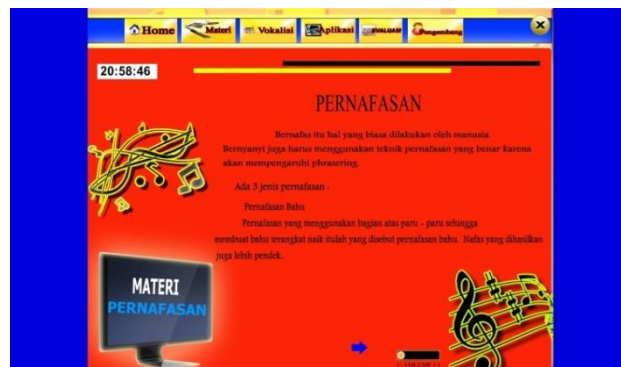 Home Materi Vokalisi Aplikasi EVALUASI Pengembang X
20:58:46
PERNAFASAN
Bernafas itu hal yang biasa dilakukan oleh manusia
Bernyanyi juga harus menggunakan teknik pernafasan yang benar karena
akan mempengaruhi phrasering.
Ada 3 jenis pernafasan :
Pernafasan Bahu
Pernafasan yang menggunakan bagian atas paru – paru sehingga
membuat bahu terangkat naik itulah yang disebut pernafasan bahu. Nafas yang dihasilkan
juga lebih pendek.
MATERI
PERNAFASAN
(-) VOLUME (+)